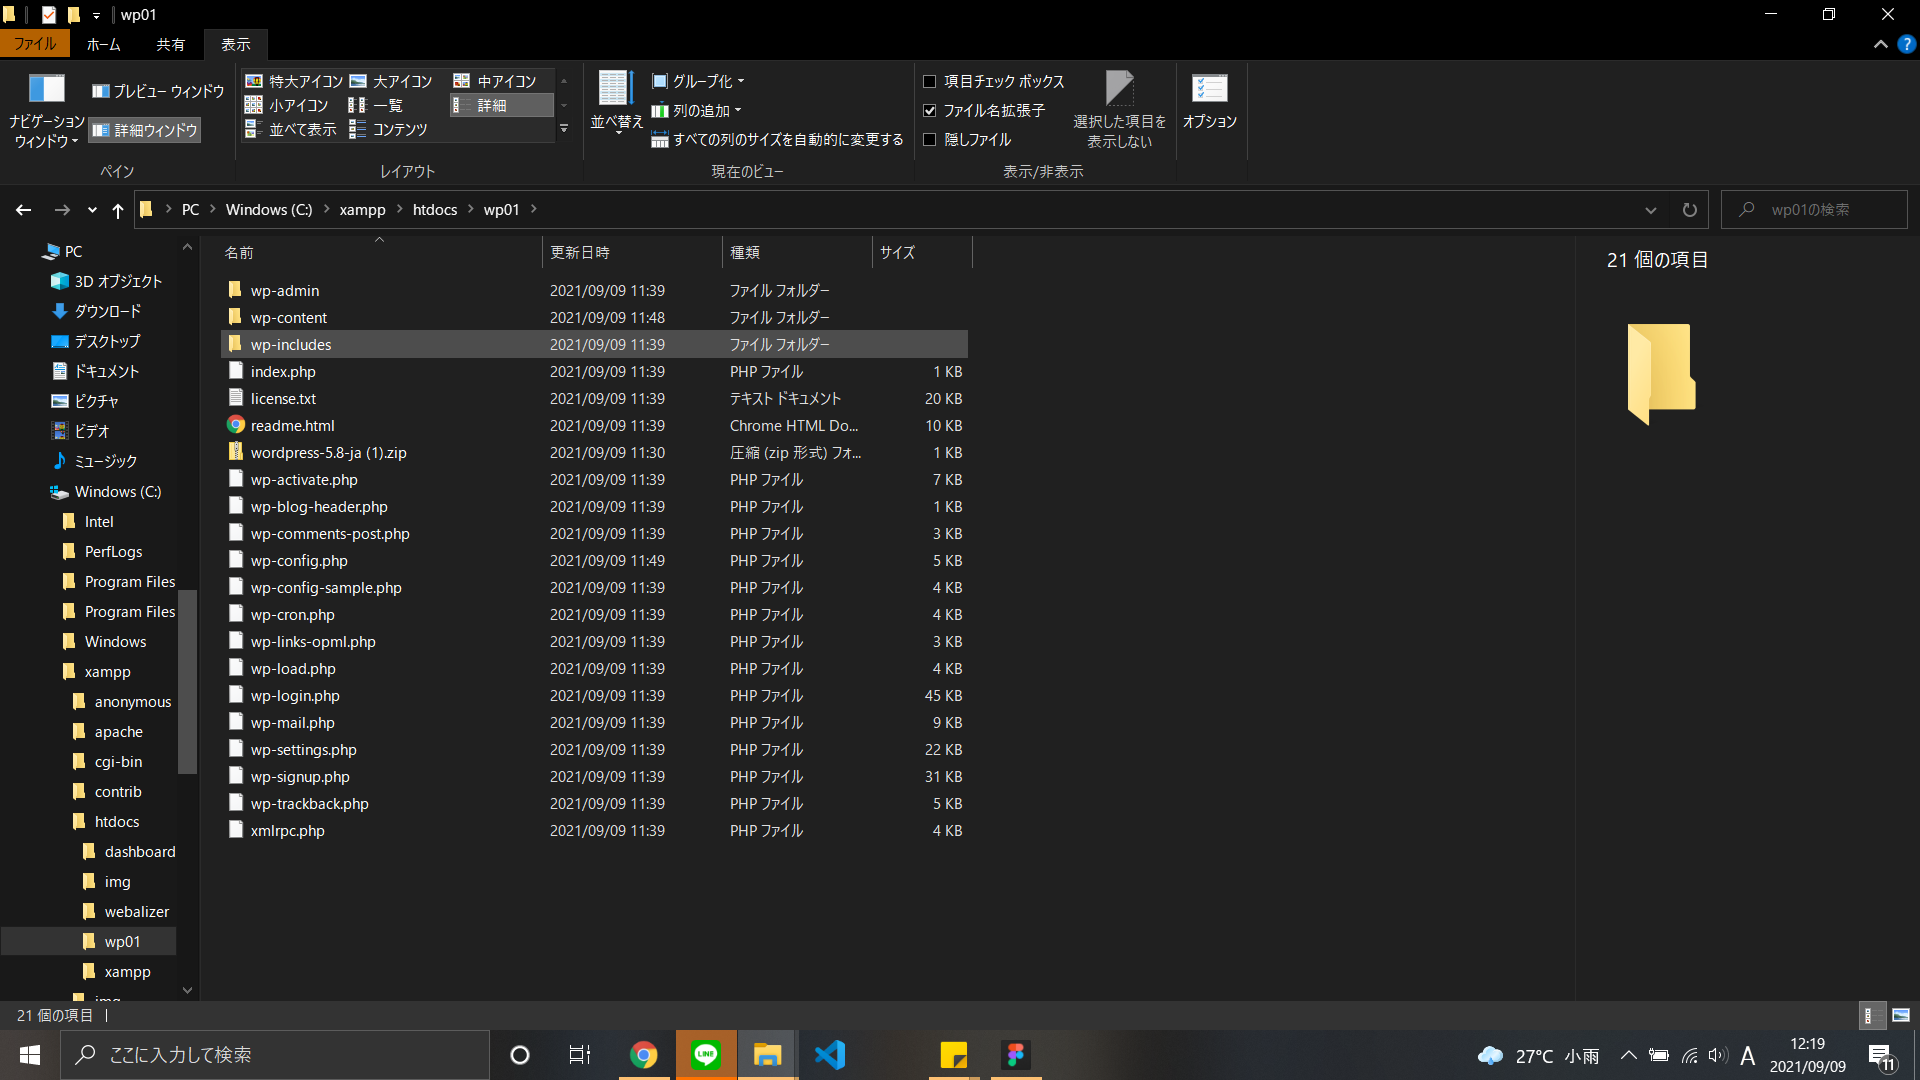 wp01
ファイル ホーム 共有 表示
ナビゲーション ウィンドウ
プレビュー ウィンドウ
詳細ウィンドウ
ペイン
特大アイコン 大アイコン 中アイコン
小アイコン 一覧 詳細
並べて表示 コンテンツ
レイアウト
並べ替え
グループ化
列の追加
すべての列のサイズを自動的に変更する
現在のビュー
項目チェック ボックス
ファイル名拡張子
隠しファイル
選択した項目を
表示しない
表示/非表示
オプション
PC Windows (C:) xampp htdocs wp01
wp01の検索
PC
3D オブジェクト
ダウンロード
デスクトップ
ドキュメント
ピクチャ
ビデオ
ミュージック
Windows (C:)
Intel
PerfLogs
Program Files
Program Files
Windows
xampp
anonymous
apache
cgi-bin
contrib
htdocs
dashboard
img
webalizer
wp01
xampp
img
名前 更新日時 種類 サイズ
wp-admin 2021/09/09 11:39 ファイル フォルダー
wp-content 2021/09/09 11:48 ファイル フォルダー
wp-includes 2021/09/09 11:39 ファイル フォルダー
index.php 2021/09/09 11:39 PHP ファイル 1 KB
license.txt 2021/09/09 11:39 テキスト ドキュメント 20 KB
readme.html 2021/09/09 11:39 Chrome HTML Do... 10 KB
wordpress-5.8-ja (1).zip 2021/09/09 11:30 圧縮 (zip 形式) フォ... 1 KB
wp-activate.php 2021/09/09 11:39 PHP ファイル 7 KB
wp-blog-header.php 2021/09/09 11:39 PHP ファイル 1 KB
wp-comments-post.php 2021/09/09 11:39 PHP ファイル 3 KB
wp-config.php 2021/09/09 11:49 PHP ファイル 5 KB
wp-config-sample.php 2021/09/09 11:39 PHP ファイル 4 KB
wp-cron.php 2021/09/09 11:39 PHP ファイル 4 KB
wp-links-opml.php 2021/09/09 11:39 PHP ファイル 3 KB
wp-load.php 2021/09/09 11:39 PHP ファイル 4 KB
wp-login.php 2021/09/09 11:39 PHP ファイル 45 KB
wp-mail.php 2021/09/09 11:39 PHP ファイル 9 KB
wp-settings.php 2021/09/09 11:39 PHP ファイル 22 KB
wp-signup.php 2021/09/09 11:39 PHP ファイル 31 KB
wp-trackback.php 2021/09/09 11:39 PHP ファイル 5 KB
xmlrpc.php 2021/09/09 11:39 PHP ファイル 4 KB
21 個の項目
21 個の項目
ここに入力して検索
LINE
27°C 小雨
A
12:19
2021/09/09
11